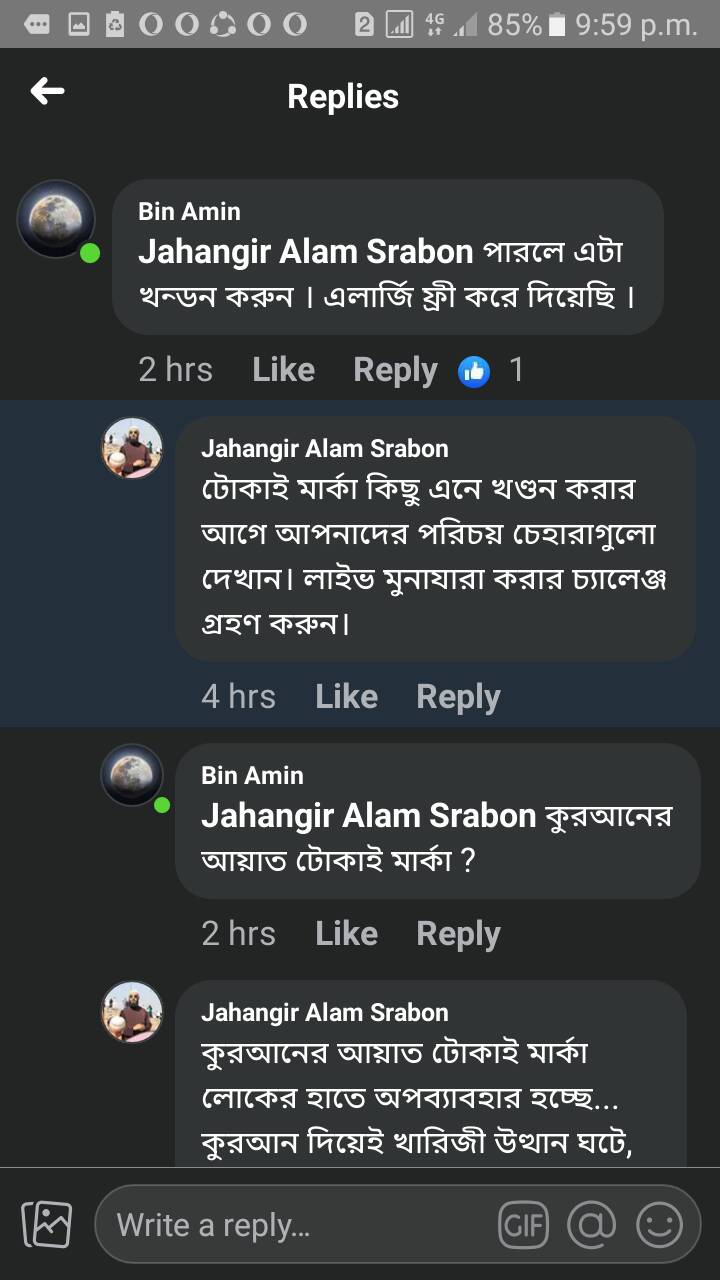 2 4G 85% 9:59 p.m.
Replies
Bin Amin
Jahangir Alam Srabon পারলে এটা
খন্ডন করুন । এলার্জি ফ্রী করে দিয়েছি ।
2 hrs Like Reply 1
Jahangir Alam Srabon
টোকাই মার্কা কিছু এনে খণ্ডন করার
আগে আপনাদের পরিচয় চেহারাগুলো
দেখান। লাইভ মুনাযারা করার চ্যালেঞ্জ
গ্রহণ করুন।
4 hrs Like Reply
Bin Amin
Jahangir Alam Srabon কুরআনের
আয়াত টোকাই মার্কা ?
2 hrs Like Reply
Jahangir Alam Srabon
কুরআনের আয়াত টোকাই মার্কা
লোকের হাতে অপব্যাবহার হচ্ছে...
কুরআন দিয়েই খারিজী উত্থান ঘটে,
Write a reply...
GIF @